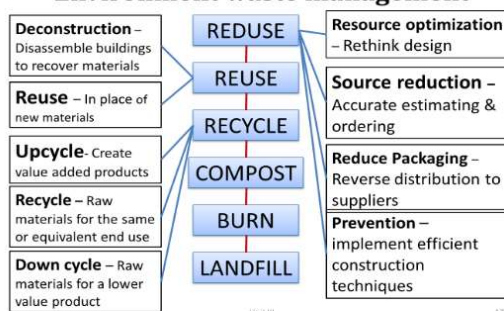 Environment waste management
Deconstruction –
Disassemble buildings
to recover materials
Reuse – In place of
new materials
Upcycle- Create
value added products
Recycle – Raw
materials for the same
or equivalent end use
Down cycle – Raw
materials for a lower
value product
REDUSE
REUSE
RECYCLE
COMPOST
BURN
LANDFILL
Resource optimization
– Rethink design
Source reduction –
Accurate estimating &
ordering
Reduce Packaging –
Reverse distribution to
suppliers
Prevention –
implement efficient
construction
techniques